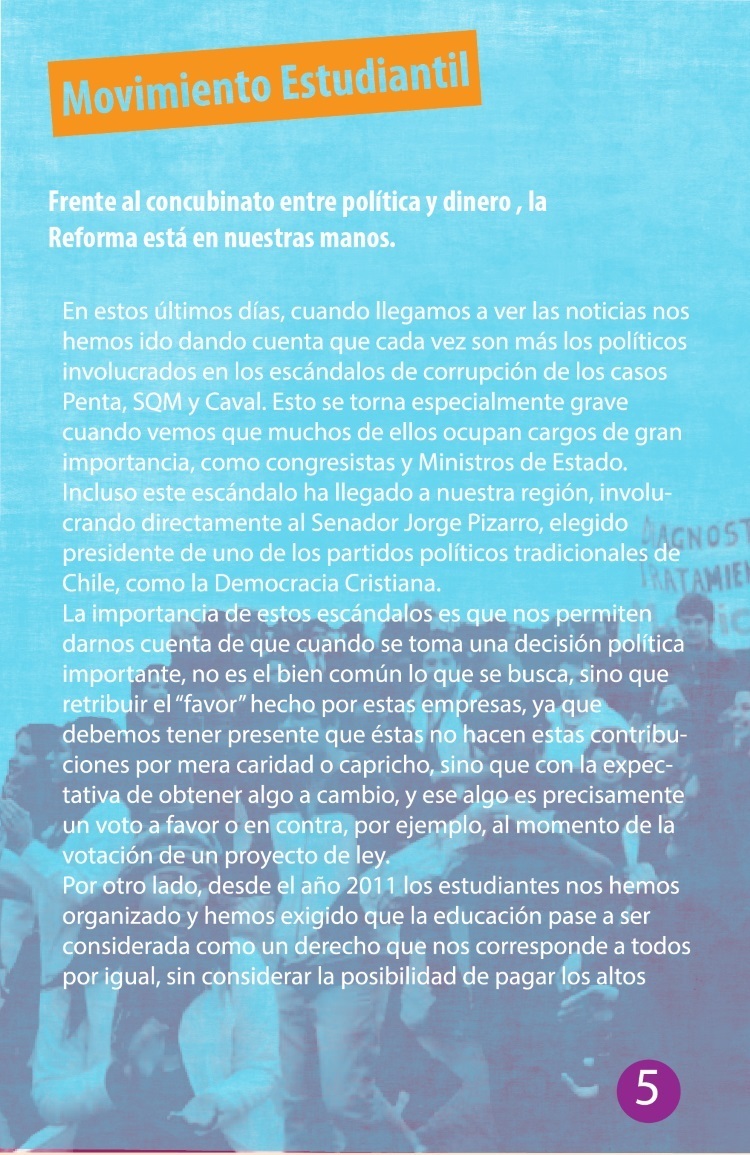 Movimiento Estudiantil
Frente al concubinato entre política y dinero , la
Reforma está en nuestras manos.
En estos últimos días, cuando llegamos a ver las noticias nos
hemos ido dando cuenta que cada vez son más los políticos
involucrados en los escándalos de corrupción de los casos
Penta, SQM y Caval. Esto se torna especialmente grave
cuando vemos que muchos de ellos ocupan cargos de gran
importancia, como congresistas y Ministros de Estado.
Incluso este escándalo ha llegado a nuestra región, involu-
crando directamente al Senador Jorge Pizarro, elegido
presidente de uno de los partidos políticos tradicionales de
Chile, como la Democracia Cristiana.
La importancia de estos escándalos es que nos permiten
darnos cuenta de que cuando se toma una decisión política
importante, no es el bien común lo que se busca, sino que
retribuir el “favor” hecho por estas empresas, ya que
debemos tener presente que éstas no hacen estas contribu-
ciones por mera caridad o capricho, sino que con la expec-
tativa de obtener algo a cambio, y ese algo es precisamente
un voto a favor o en contra, por ejemplo, al momento de la
votación de un proyecto de ley.
Por otro lado, desde el año 2011 los estudiantes nos hemos
organizado y hemos exigido que la educación pase a ser
considerada como un derecho que nos corresponde a todos
por igual, sin considerar la posibilidad de pagar los altos
5